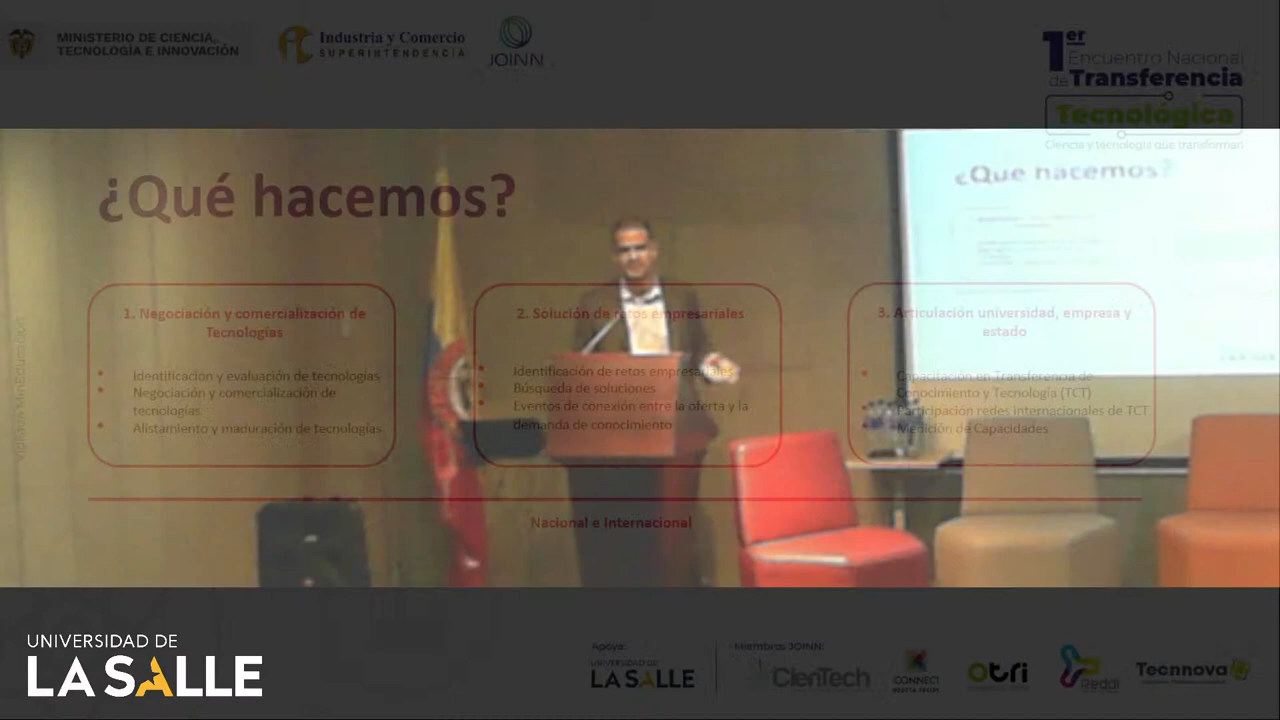 MINISTERIO DE CIENCIA,
TECNOLOGÍA E INNOVACIÓN
Industria y Comercio
SUPERINTENDENCIA
JOINN
1er
Encuentro Nacional
de Transferencia
Tecnológica
Ciencia y tecnología que transforman
¿Qué hacemos?
¿Qué hacemos?
1. Negociación y comercialización de
Tecnologías
Identificación y evaluación de tecnologías
Negociación y comercialización de
tecnologías
Alistamiento y maduración de tecnologías
2. Solución de retos empresariales
Identificación de retos empresariales
Búsqueda de soluciones
Eventos de conexión entre la oferta y la
demanda de conocimiento
3. Articulación universidad, empresa y
estado
Capacitación en Transferencia de
Conocimiento y Tecnología (TCT)
Participación redes internacionales de TCT
Medición de Capacidades
Nacional e Internacional
UNIVERSIDAD DE
LA SALLE
Apoya:
UNIVERSIDAD DE
LA SALLE
Miembros JOINN:
CienTech
CONNECT
BOGOTÁ REGIÓN
otri
Reddi
Tecnnova